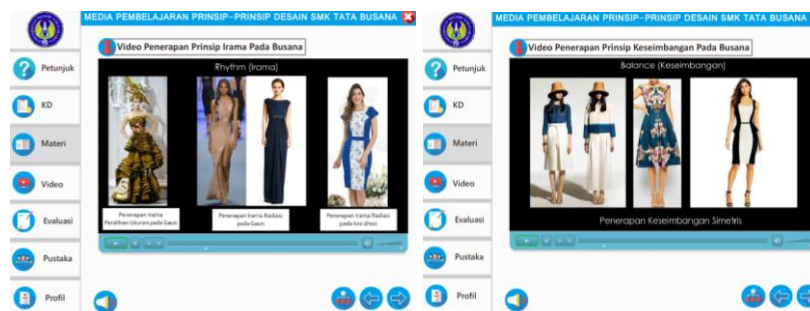 MEDIA PEMBELAJARAN PRINSIP-PRINSIP DESAIN SMK TATA BUSANA
Video Penerapan Prinsip Irama Pada Busana
Rhythm (Irama)
Petunjuk
KD
Materi
Video
Evaluasi
Pustaka
Profil
Penerapan Irama
Peralihan Ukuran pada Gaun
Penerapan Irama Radiasi
pada Gaun
Penerapan Irama Radiasi
pada kini dress
MEDIA PEMBELAJARAN PRINSIP-PRINSIP DESAIN SMK TATA BUSANA
Video Penerapan Prinsip Keseimbangan Pada Busana
Balance (Keseimbangan)
Petunjuk
KD
Materi
Video
Evaluasi
Pustaka
Profil
Penerapan Keseimbangan Simetris